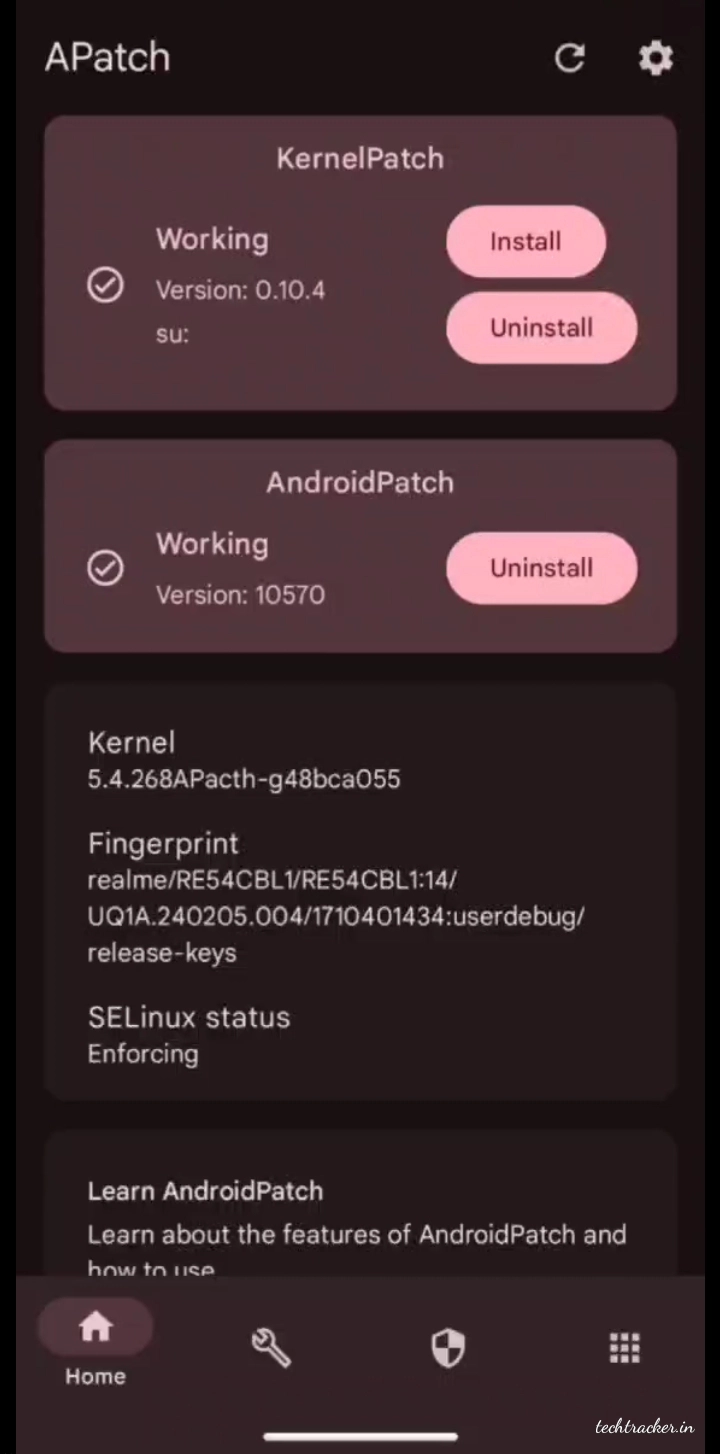 APatch
KernelPatch
Working
Version: 0.10.4
su:
Install
Uninstall
AndroidPatch
Working
Version: 10570
Uninstall
Kernel
5.4.268APacth-g48bca055
Fingerprint
realme/RE54CBL1/RE54CBL1:14/
UQ1A.240205.004/1710401434:userdebug/
release-keys
SELinux status
Enforcing
Learn AndroidPatch
Learn about the features of AndroidPatch and
how to use
Home
techtracker.in